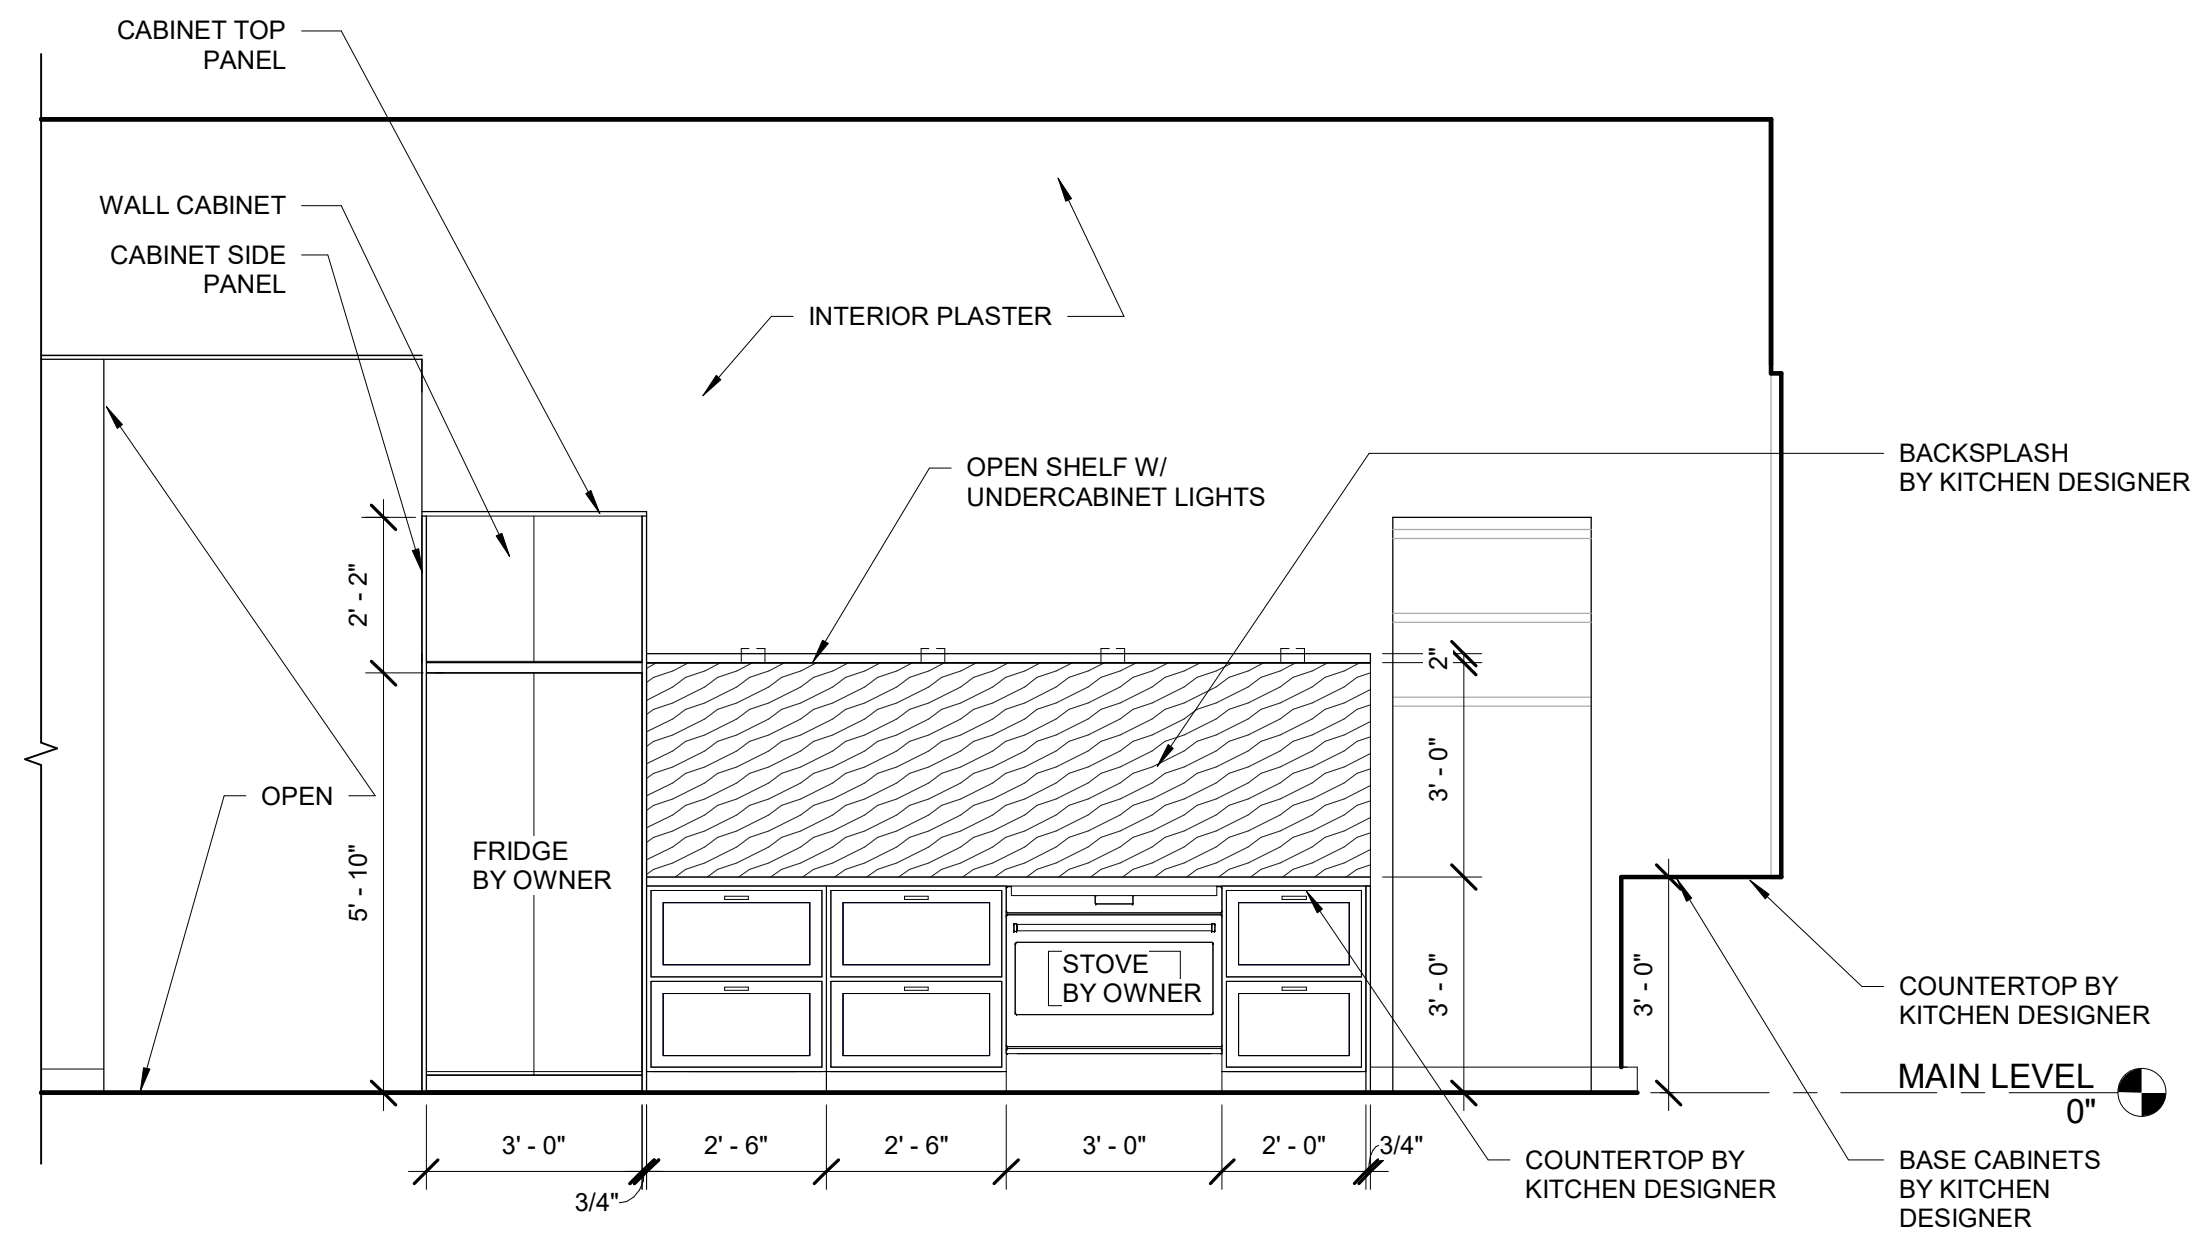 CABINET TOP
PANEL
WALL CABINET
CABINET SIDE
PANEL
INTERIOR PLASTER
OPEN SHELF W/
UNDERCABINET LIGHTS
BACKSPLASH
BY KITCHEN DESIGNER
2' - 2"
2"
3' - 0"
OPEN
FRIDGE
BY OWNER
5' - 10"
STOVE
BY OWNER
3' - 0"
3' - 0"
COUNTERTOP BY
KITCHEN DESIGNER
MAIN LEVEL
0"
3' - 0"
2' - 6"
2' - 6"
3' - 0"
2' - 0"
3/4"
3/4"
COUNTERTOP BY
KITCHEN DESIGNER
BASE CABINETS
BY KITCHEN
DESIGNER